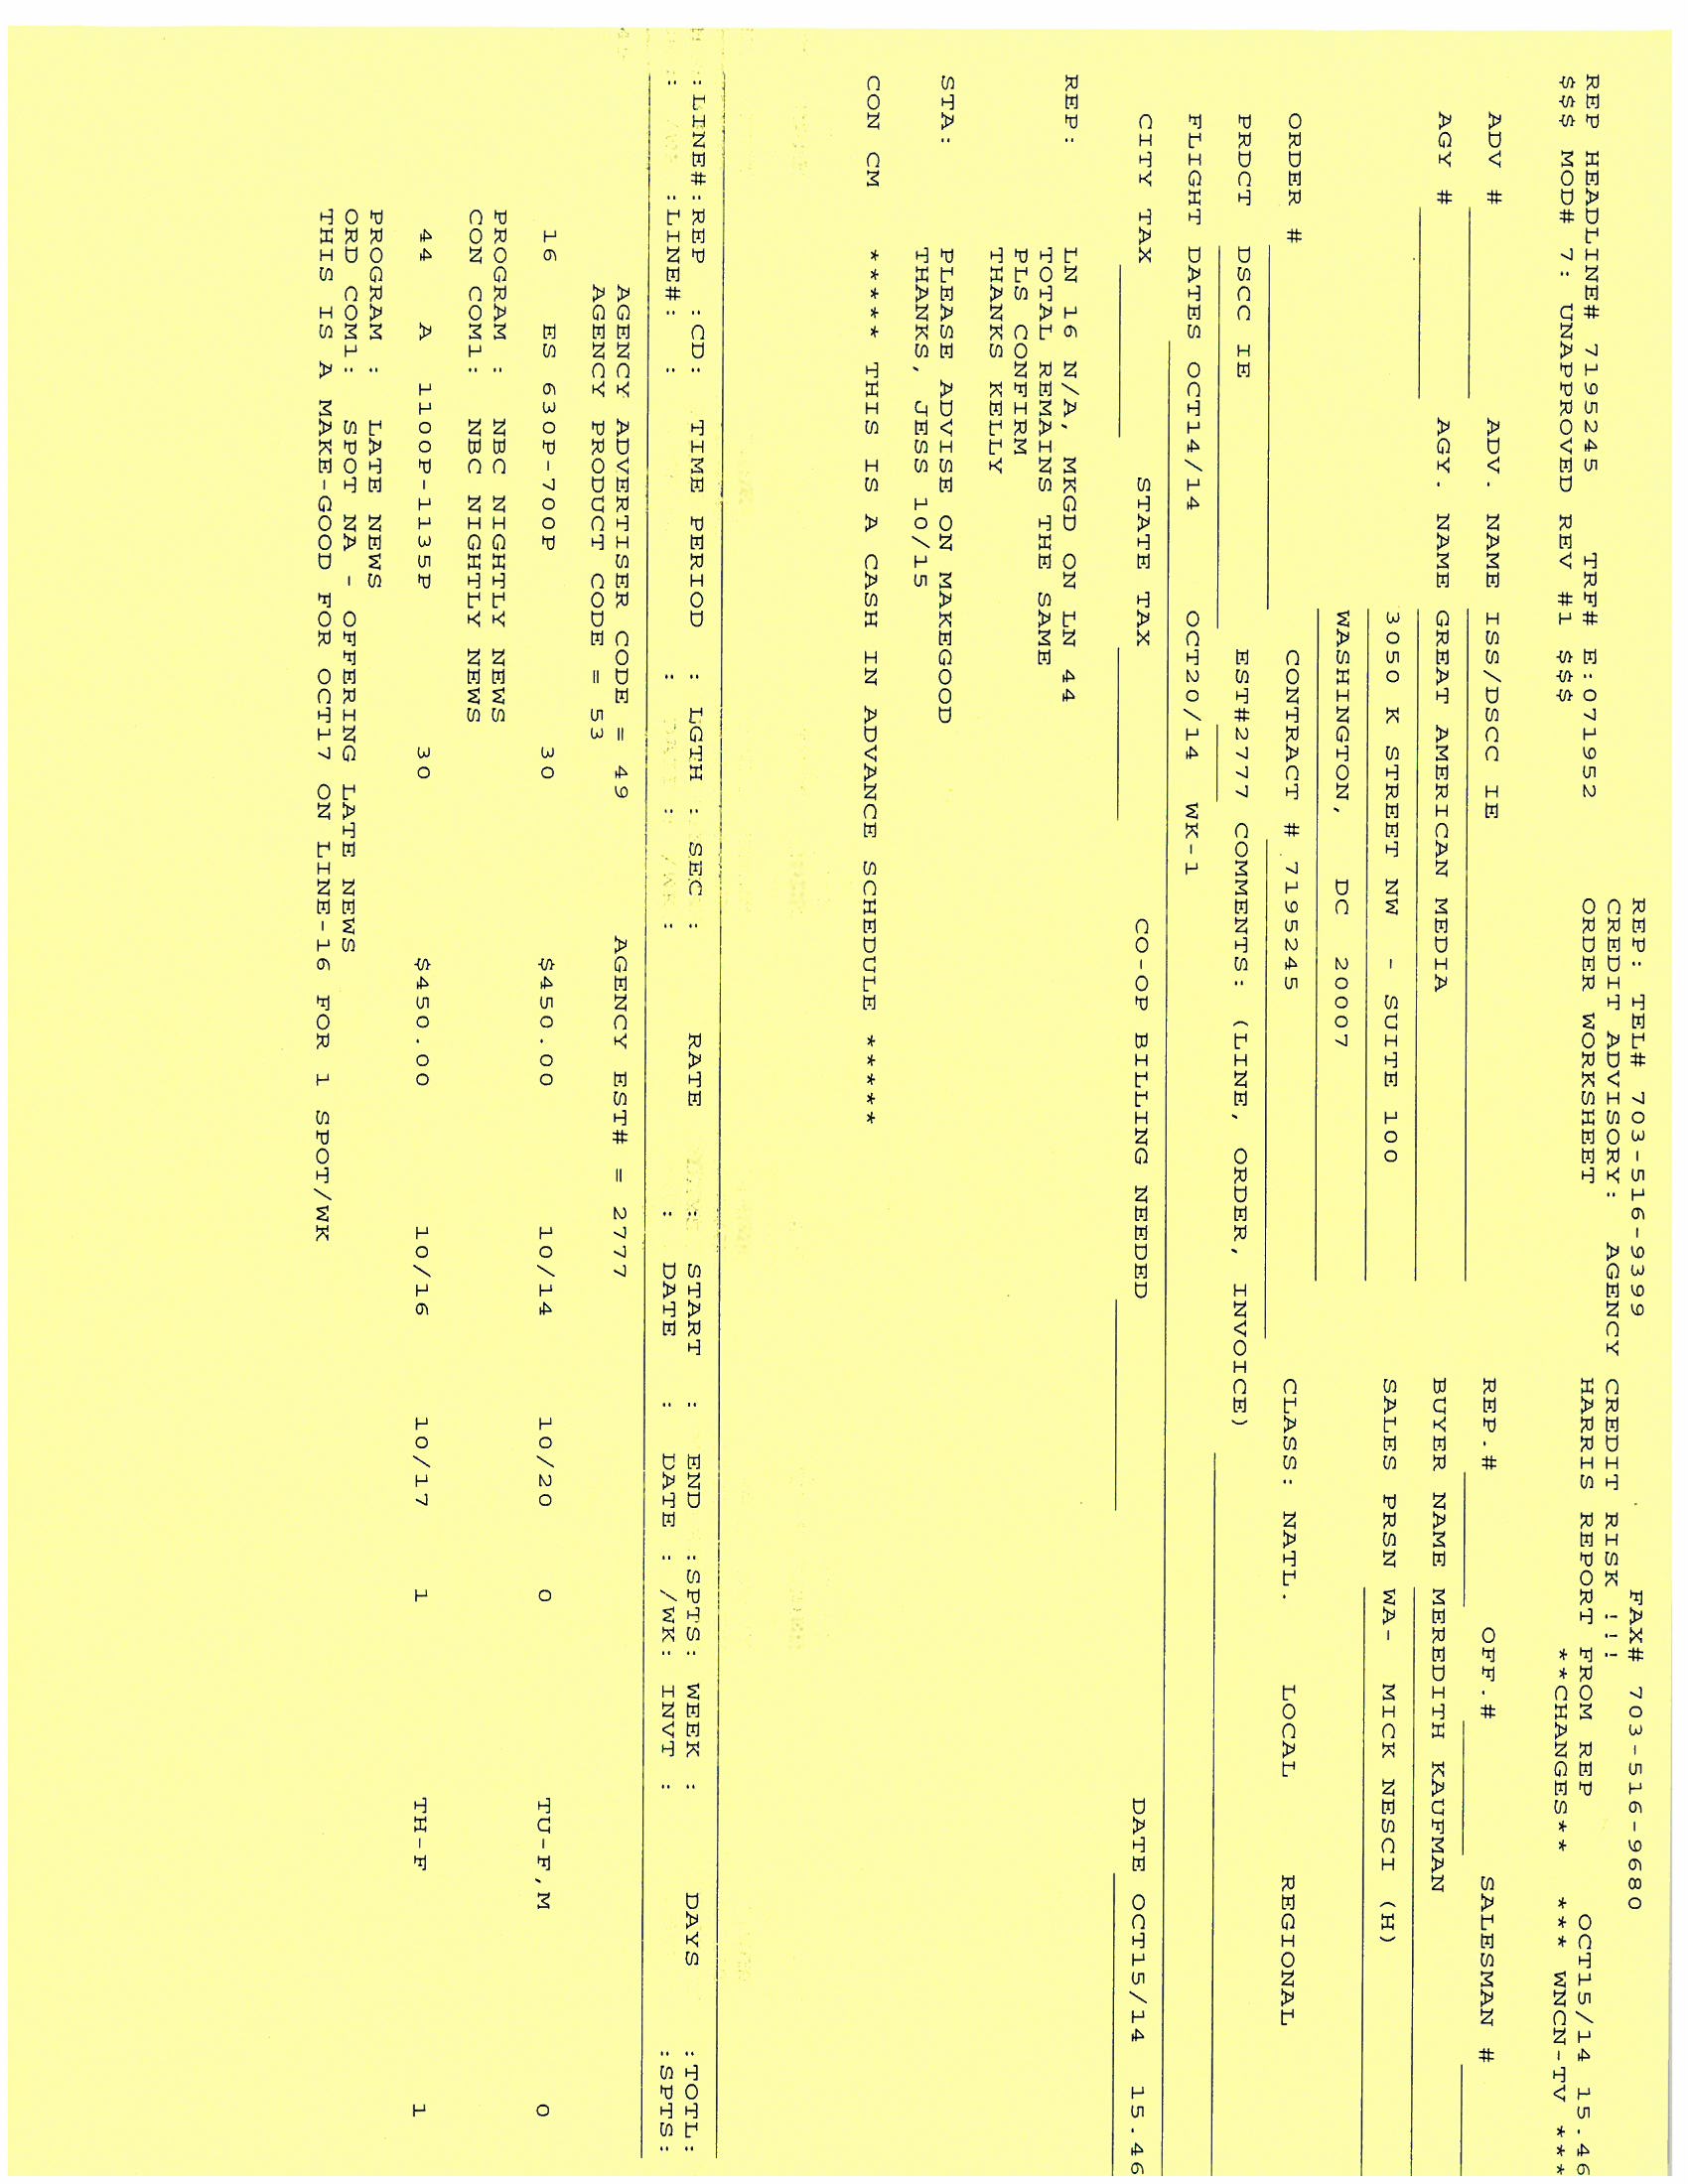 REP: TEL# 703-516-9399 FAX# 703-516-9680
CREDIT ADVISORY: AGENCY CREDIT RISK !!!
ORDER WORKSHEET HARRIS REPORT FROM REP OCT15/14 15.46
REP HEADLINE# 7195245 TRF# E:071952 **CHANGES** *** WNCN-TV ***
$$$ MOD# 7: UNAPPROVED REV #1 $$$
ADV # ADV. NAME ISS/DSCC IE REP.# OFF.# SALESMAN #
AGY # AGY. NAME GREAT AMERICAN MEDIA BUYER NAME MEREDITH KAUFMAN
3050 K STREET NW - SUITE 100 SALES PRSN WA- MICK NESCI (H)
WASHINGTON, DC 20007
ORDER # CONTRACT # 7195245 CLASS: NATL. LOCAL REGIONAL
PRDCT DSCC IE EST#2777 COMMENTS: (LINE, ORDER, INVOICE)
FLIGHT DATES OCT14/14 OCT20/14 WK-1
CITY TAX STATE TAX CO-OP BILLING NEEDED DATE OCT15/14 15.46
REP: LN 16 N/A, MKGD ON LN 44
TOTAL REMAINS THE SAME
PLS CONFIRM
THANKS KELLY
STA: PLEASE ADVISE ON MAKEGOOD
THANKS, JESS 10/15
CON CM ***** THIS IS A CASH IN ADVANCE SCHEDULE *****
:LINE#:REP :CD: TIME PERIOD : LGTH : SEC : RATE : START : END :SPTS: WEEK : DAYS :TOTL:
: :LINE#: : : : : : DATE : DATE : /WK: INVT : :SPTS:
AGENCY ADVERTISER CODE = 49 AGENCY EST# = 2777
AGENCY PRODUCT CODE = 53
16 ES 630P-700P 30 $450.00 10/14 10/20 0 TU-F,M 0
PROGRAM : NBC NIGHTLY NEWS
CON COM1: NBC NIGHTLY NEWS
44 A 1100P-1135P 30 $450.00 10/16 10/17 1 TH-F 1
PROGRAM : LATE NEWS
ORD COM1: SPOT NA - OFFERING LATE NEWS
THIS IS A MAKE-GOOD FOR OCT17 ON LINE-16 FOR 1 SPOT/WK